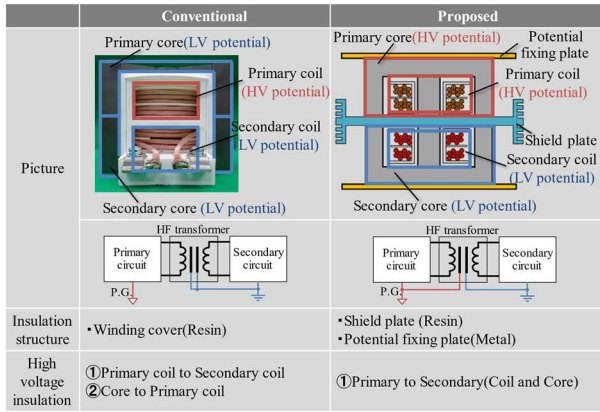 Conventional
Proposed
Picture
Primary core(LV potential)
Primary coil
(HV potential)
Secondary coil
(LV potential)
Secondary core (LV potential)
Primary core(HV potential)
Potential
fixing plate
Primary coil
(HV potential)
Shield plate
Secondary coil
(LV potential)
Secondary core (LV potential)
HF transformer
Primary
circuit
Secondary
circuit
P.G.
HF transformer
Primary
circuit
Secondary
circuit
P.G.
Insulation
structure
・Winding cover(Resin)
・Shield plate (Resin)
・Potential fixing plate(Metal)
High
voltage
insulation
①Primary coil to Secondary coil
②Core to Primary coil
①Primary to Secondary(Coil and Core)